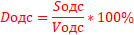 Dодс = Sодс / Vодс * 100%